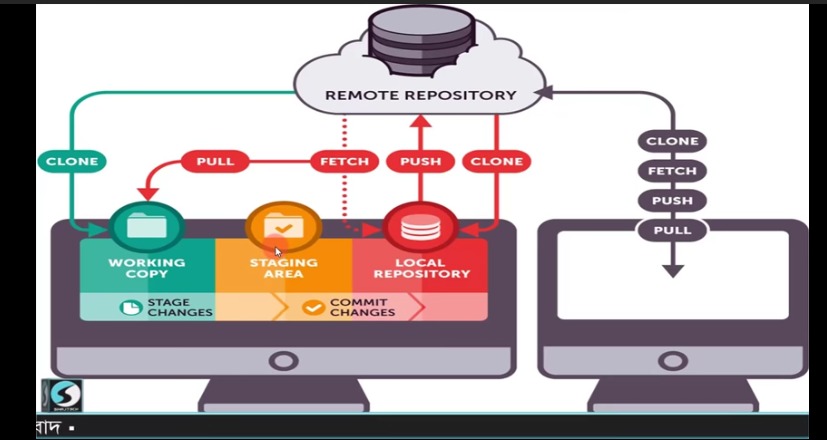 REMOTE REPOSITORY
CLONE
PULL
FETCH
PUSH
CLONE
CLONE
FETCH
PUSH
PULL
WORKING
COPY
STAGING
AREA
LOCAL
REPOSITORY
STAGE
CHANGES
COMMIT
CHANGES